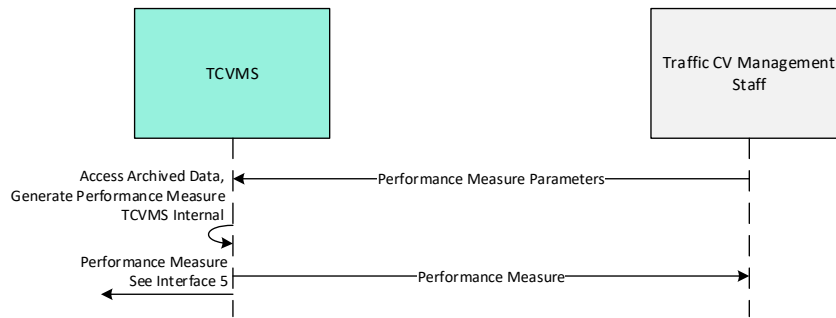 TCVMS
Traffic CV Management
Staff
Access Archived Data,
Generate Performance Measure
TCVMS Internal
Performance Measure Parameters
Performance Measure
See Interface 5
Performance Measure